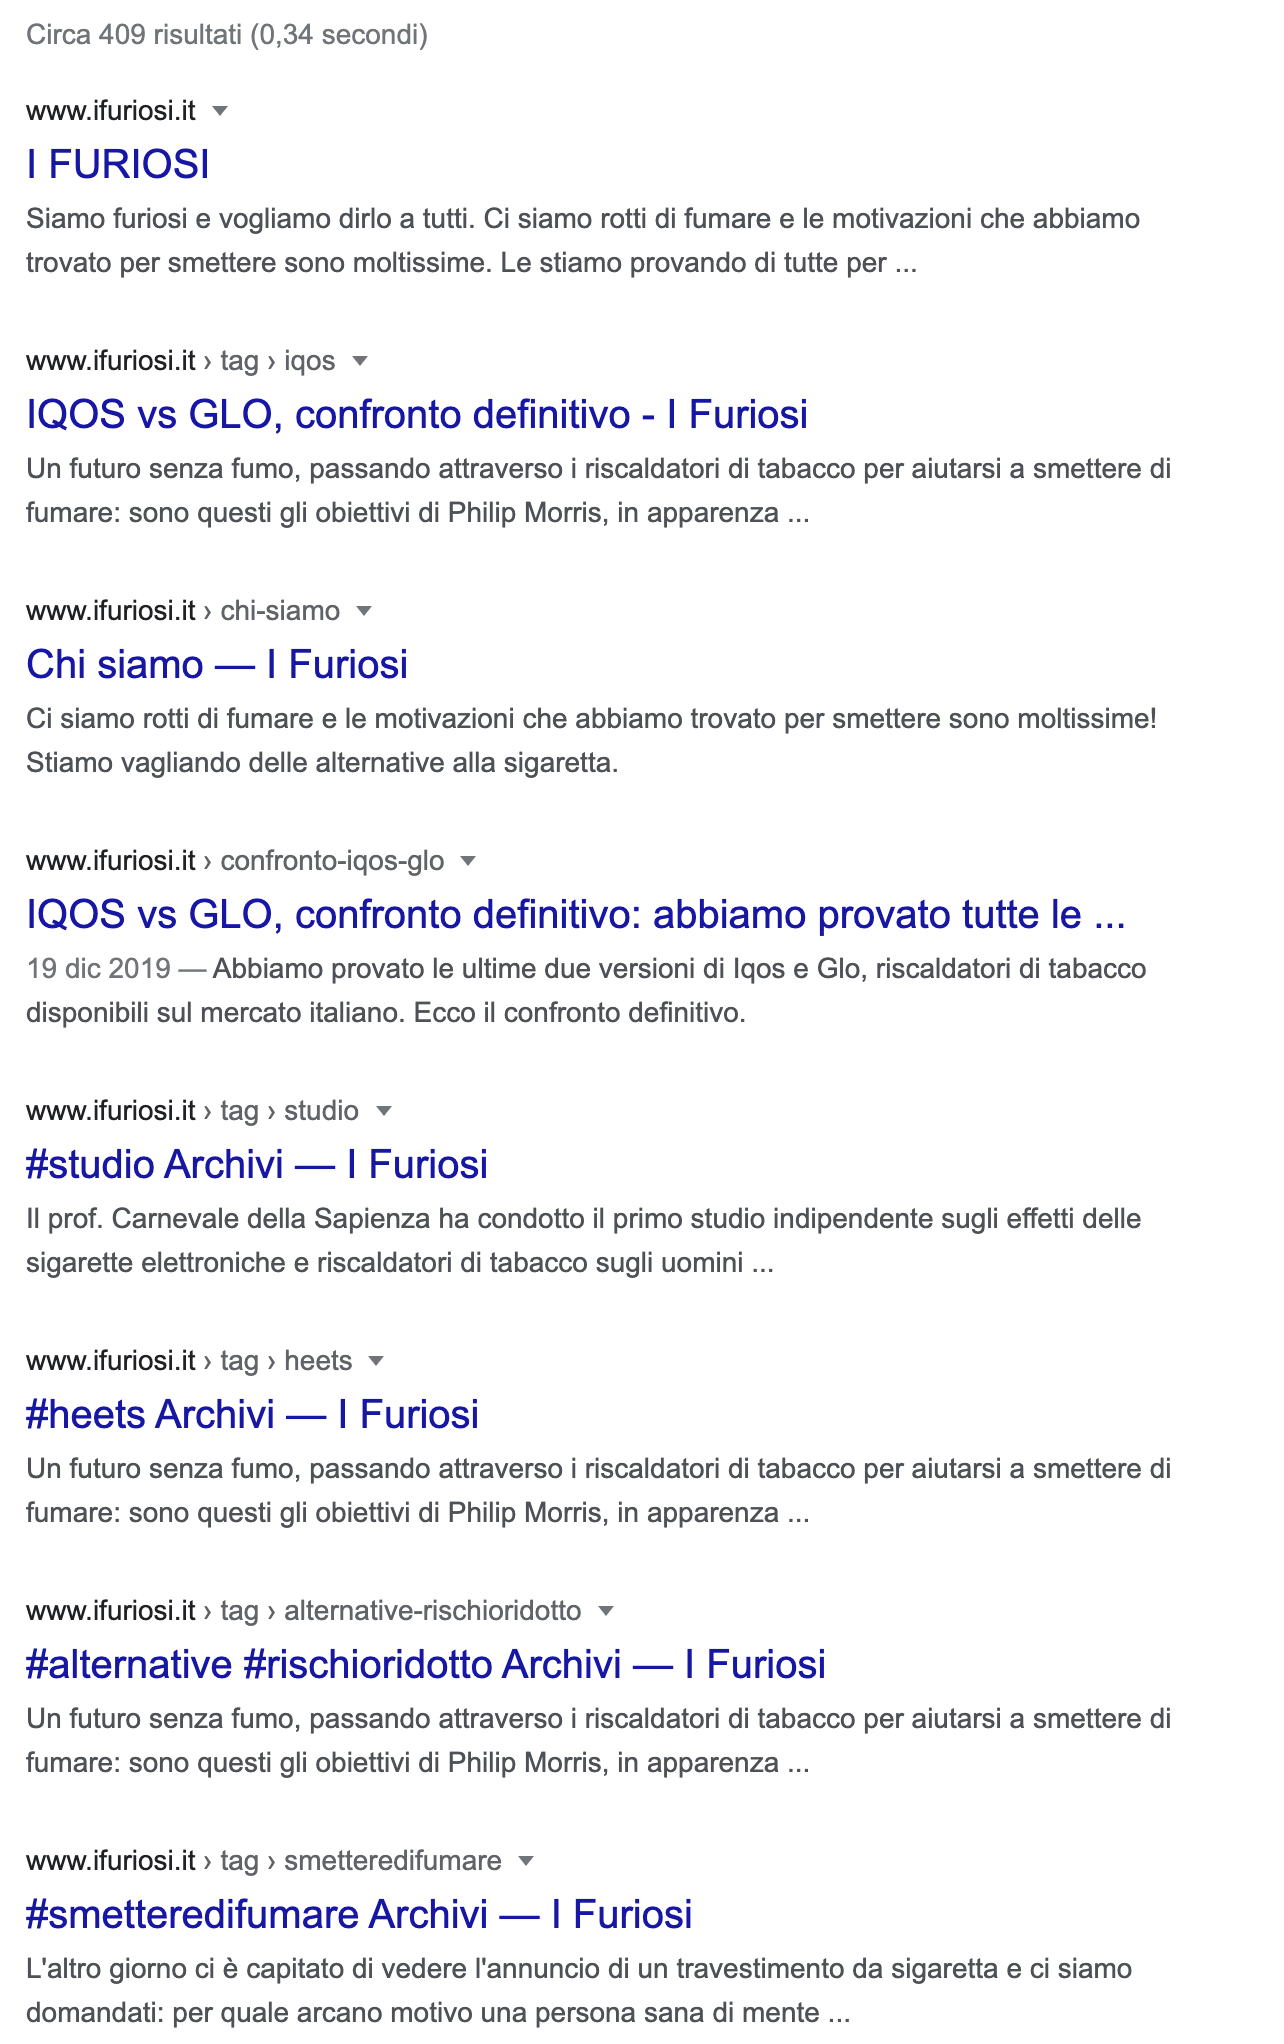 Circa 409 risultati (0,34 secondi)
www.ifuriosi.it
I FURIOSI
Siamo furiosi e vogliamo dirlo a tutti. Ci siamo rotti di fumare e le motivazioni che abbiamo
trovato per smettere sono moltissime. Le stiamo provando di tutte per ...
www.ifuriosi.it › tag › iqos
IQOS vs GLO, confronto definitivo - I Furiosi
Un futuro senza fumo, passando attraverso i riscaldatori di tabacco per aiutarsi a smettere di
fumare: sono questi gli obiettivi di Philip Morris, in apparenza ...
www.ifuriosi.it › chi-siamo
Chi siamo — I Furiosi
Ci siamo rotti di fumare e le motivazioni che abbiamo trovato per smettere sono moltissime!
Stiamo vagliando delle alternative alla sigaretta.
www.ifuriosi.it › confronto-iqos-glo
IQOS vs GLO, confronto definitivo: abbiamo provato tutte le ...
19 dic 2019 — Abbiamo provato le ultime due versioni di Iqos e Glo, riscaldatori di tabacco
disponibili sul mercato italiano. Ecco il confronto definitivo.
www.ifuriosi.it › tag › studio
#studio Archivi — I Furiosi
Il prof. Carnevale della Sapienza ha condotto il primo studio indipendente sugli effetti delle
sigarette elettroniche e riscaldatori di tabacco sugli uomini ...
www.ifuriosi.it › tag › heets
#heets Archivi — I Furiosi
Un futuro senza fumo, passando attraverso i riscaldatori di tabacco per aiutarsi a smettere di
fumare: sono questi gli obiettivi di Philip Morris, in apparenza ...
www.ifuriosi.it › tag › alternative-rischioridotto
#alternative #rischioridotto Archivi — I Furiosi
Un futuro senza fumo, passando attraverso i riscaldatori di tabacco per aiutarsi a smettere di
fumare: sono questi gli obiettivi di Philip Morris, in apparenza ...
www.ifuriosi.it › tag › smetteredifumare
#smetteredifumare Archivi — I Furiosi
L'altro giorno ci è capitato di vedere l'annuncio di un travestimento da sigaretta e ci siamo
domandati: per quale arcano motivo una persona sana di mente ...